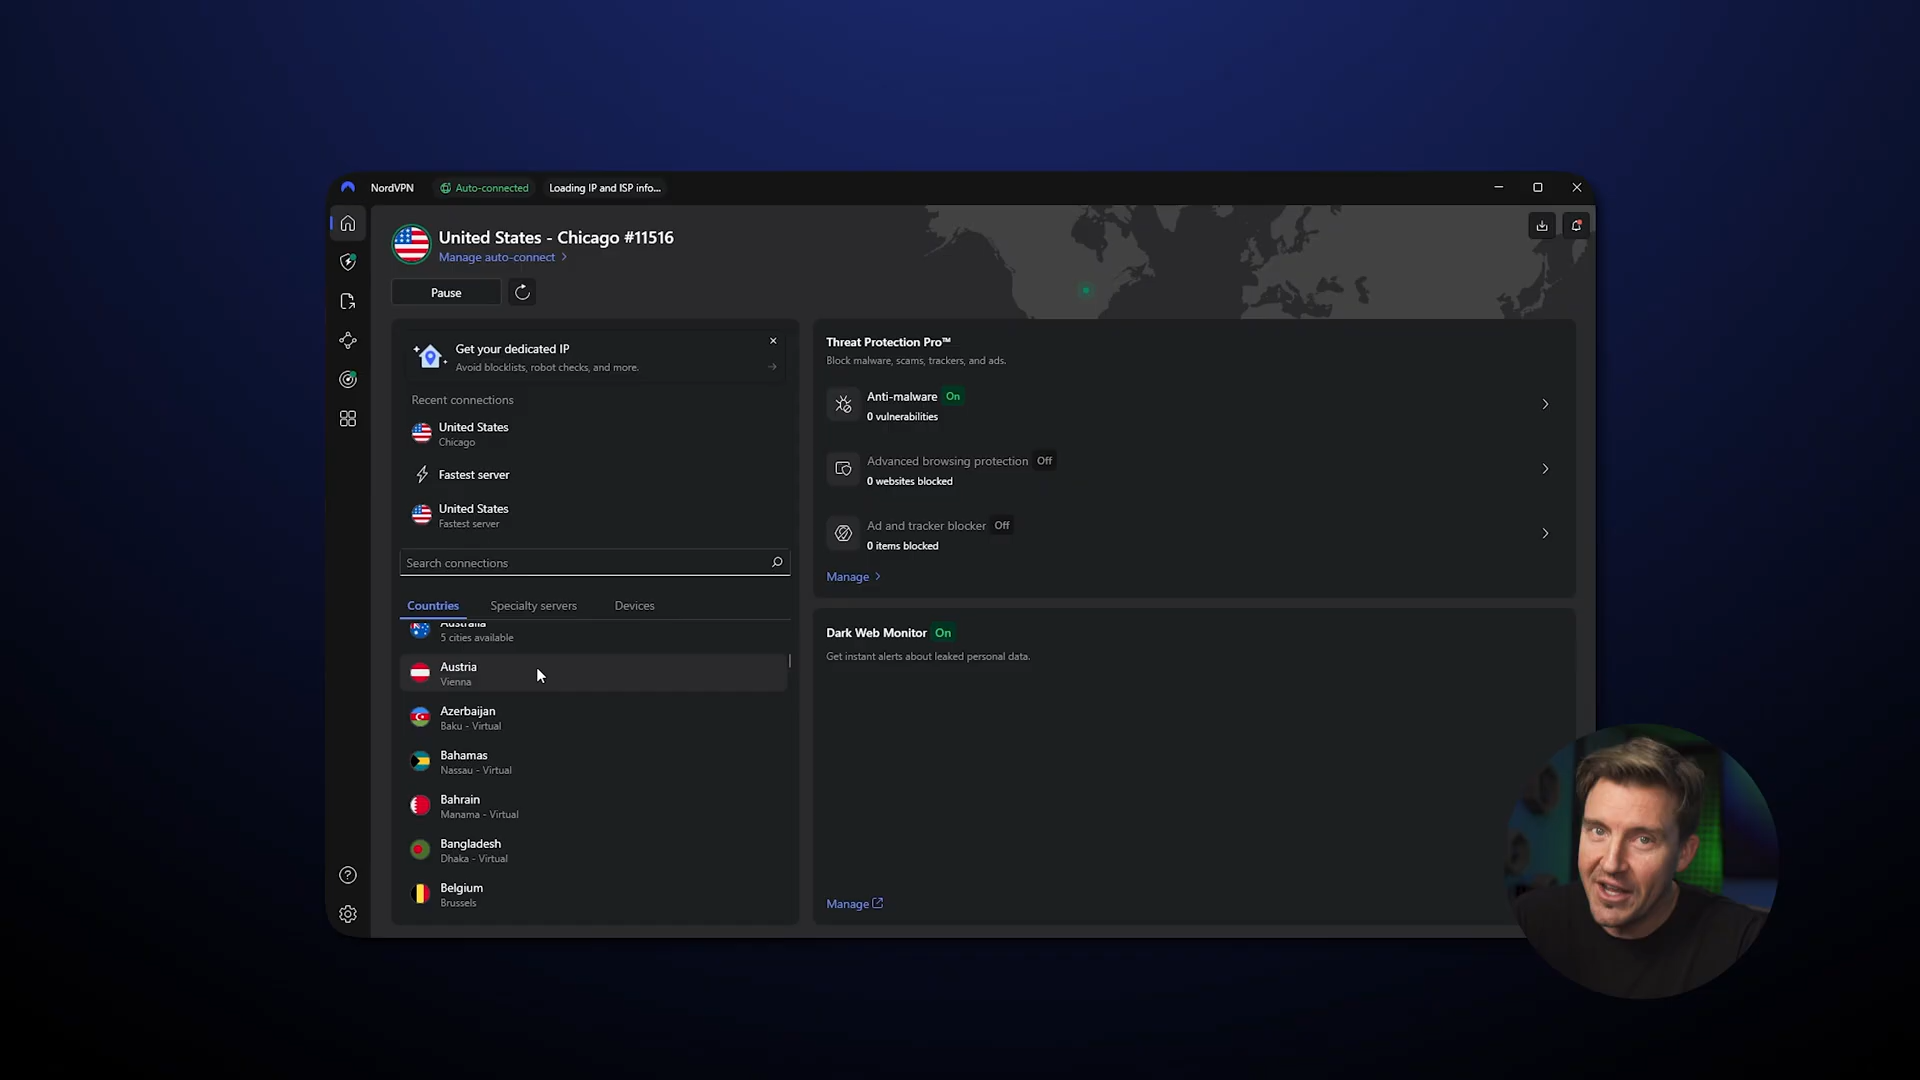 NordVPN
Auto-connected
Loading IP and ISP info...
United States - Chicago #11516
Manage auto-connect
Pause
Get your dedicated IP
Avoid blocklists, robot checks, and more.
Recent connections
United States
Chicago
Fastest server
United States
Fastest server
Search connections
Countries
Specialty servers
Devices
Australia
5 cities available
Austria
Vienna
Azerbaijan
Baku - Virtual
Bahamas
Nassau - Virtual
Bahrain
Manama - Virtual
Bangladesh
Dhaka - Virtual
Belgium
Brussels
Threat Protection Pro™
Block malware, scams, trackers, and ads.
Anti-malware On
0 vulnerabilities
Advanced browsing protection Off
0 websites blocked
Ad and tracker blocker Off
0 items blocked
Manage
Dark Web Monitor On
Get instant alerts about leaked personal data.
Manage